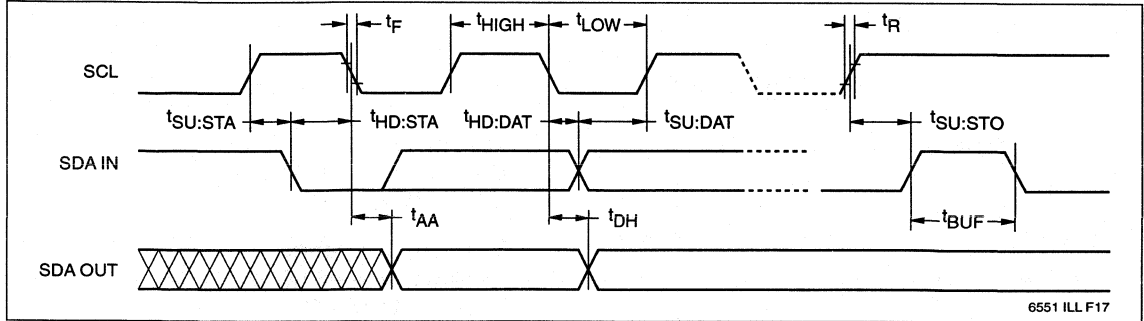 tF
tHIGH
tLOW
tR
SCL
tSU:STA
tHD:STA
tHD:DAT
tSU:DAT
tSU:STO
SDA IN
tAA
tDH
tBUF
SDA OUT
6551 ILL F17